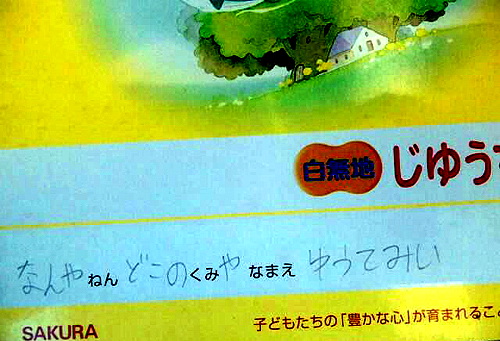 白無地 じゆう
なんやねん どこのくみや なまえ ゆうてみい
SAKURA 子どもたちの「豊かな心」が育まれるこ